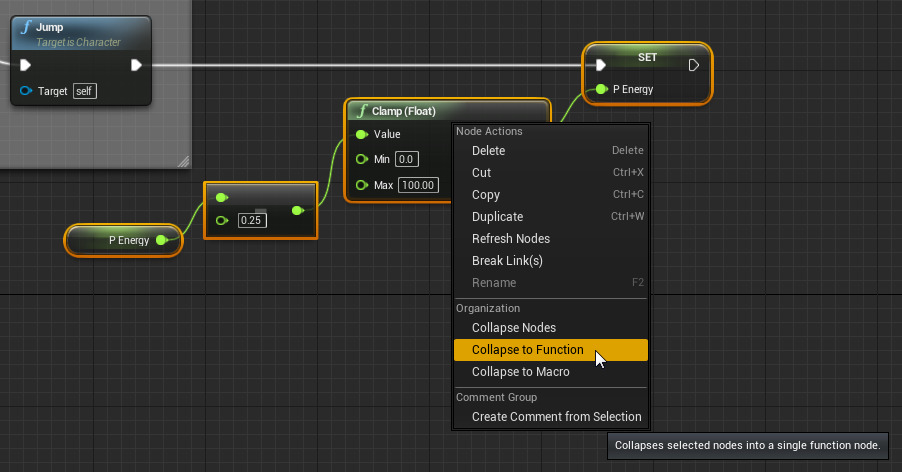 Jump
Target is Character
Target self
SET
P Energy
Clamp (Float)
Value
Min 0.0
Max 100.00
0.25
P Energy
Node Actions
Delete Delete
Cut Ctrl+X
Copy Ctrl+C
Duplicate Ctrl+W
Refresh Nodes
Break Link(s)
Rename F2
Organization
Collapse Nodes
Collapse to Function
Collapse to Macro
Comment Group
Create Comment from Selection
Collapses selected nodes into a single function node.